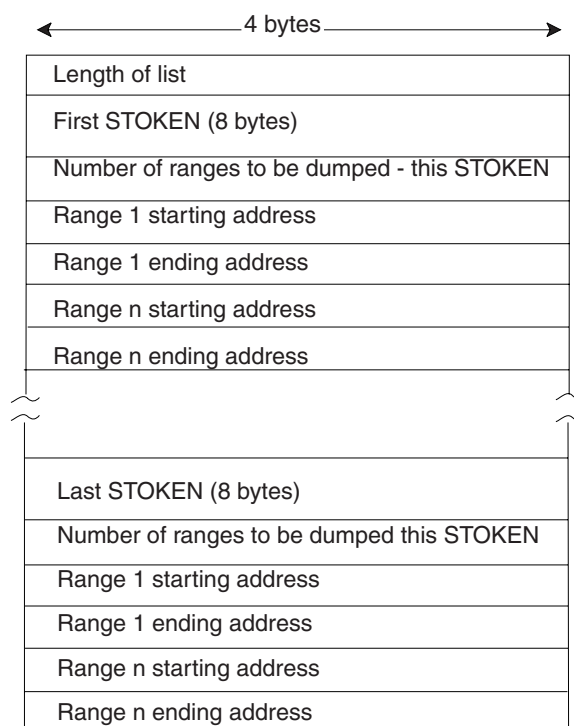 4 bytes
Length of list
First STOKEN (8 bytes)
Number of ranges to be dumped - this STOKEN
Range 1 starting address
Range 1 ending address
Range n starting address
Range n ending address
Last STOKEN (8 bytes)
Number of ranges to be dumped this STOKEN
Range 1 starting address
Range 1 ending address
Range n starting address
Range n ending address